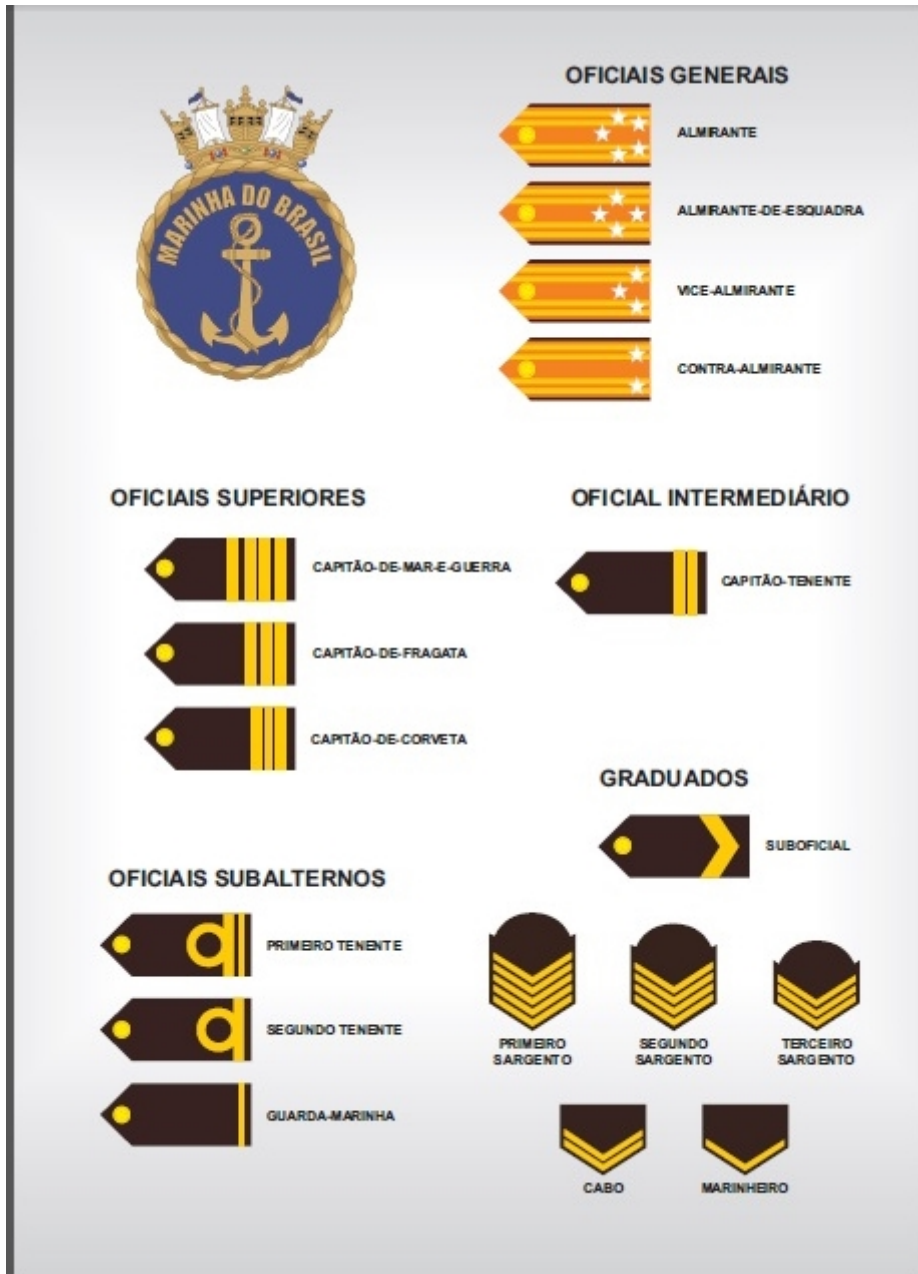 MARINHA DO BRASIL
OFICIAIS GENERAIS
ALMIRANTE
ALMIRANTE-DE-ESQUADRA
VICE-ALMIRANTE
CONTRA-ALMIRANTE
OFICIAIS SUPERIORES
CAPITÃO-DE-MAR-E-GUERRA
CAPITÃO-DE-FRAGATA
CAPITÃO-DE-CORVETA
OFICIAL INTERMEDIÁRIO
CAPITÃO-TENENTE
OFICIAIS SUBALTERNOS
PRIMEIRO TENENTE
SEGUNDO TENENTE
GUARDA-MARINHA
GRADUADOS
SUBOFICIAL
PRIMEIRO
SARGENTO
SEGUNDO
SARGENTO
TERCEIRO
SARGENTO
CABO
MARINHEIRO